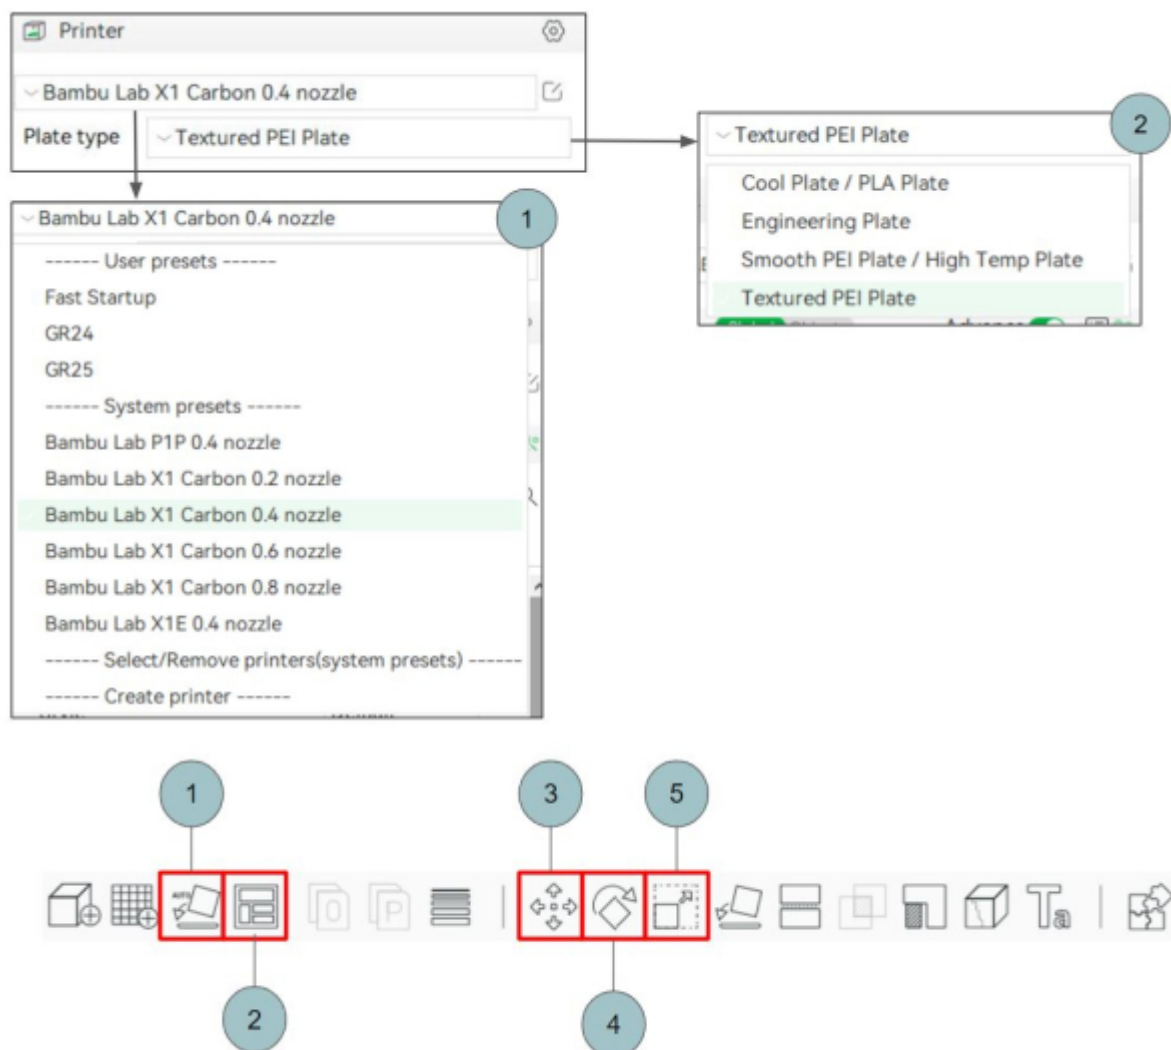 Printer
Bambu Lab X1 Carbon 0.4 nozzle
Plate type
Textured PEI Plate
2
Textured PEI Plate
Cool Plate / PLA Plate
Engineering Plate
Smooth PEI Plate / High Temp Plate
Textured PEI Plate
1
Bambu Lab X1 Carbon 0.4 nozzle
------ User presets ------
Fast Startup
GR24
GR25
------ System presets ------
Bambu Lab P1P 0.4 nozzle
Bambu Lab X1 Carbon 0.2 nozzle
Bambu Lab X1 Carbon 0.4 nozzle
Bambu Lab X1 Carbon 0.6 nozzle
Bambu Lab X1 Carbon 0.8 nozzle
Bambu Lab X1E 0.4 nozzle
------ Select/Remove printers(system presets) ------
------ Create printer ------
1
3
5
AUTO
O
P
Ta
2
4